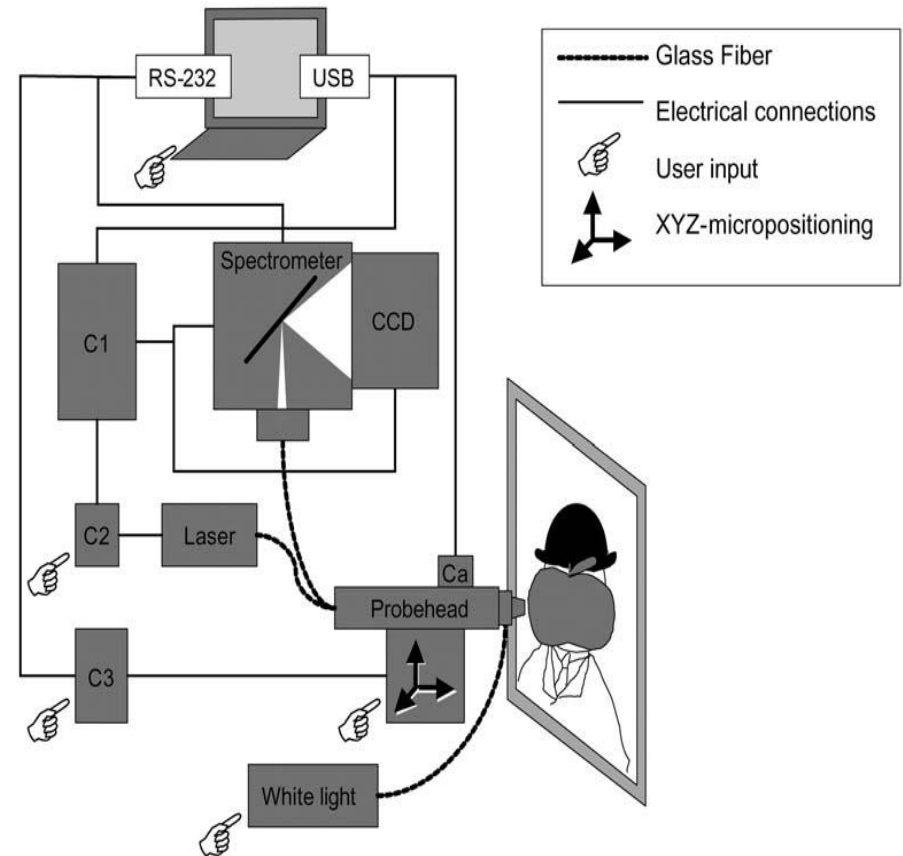 RS-232
USB
Glass Fiber
Electrical connections
User input
XYZ-micropositioning
Spectrometer
CCD
C1
C2
Laser
Ca
Probehead
C3
White light